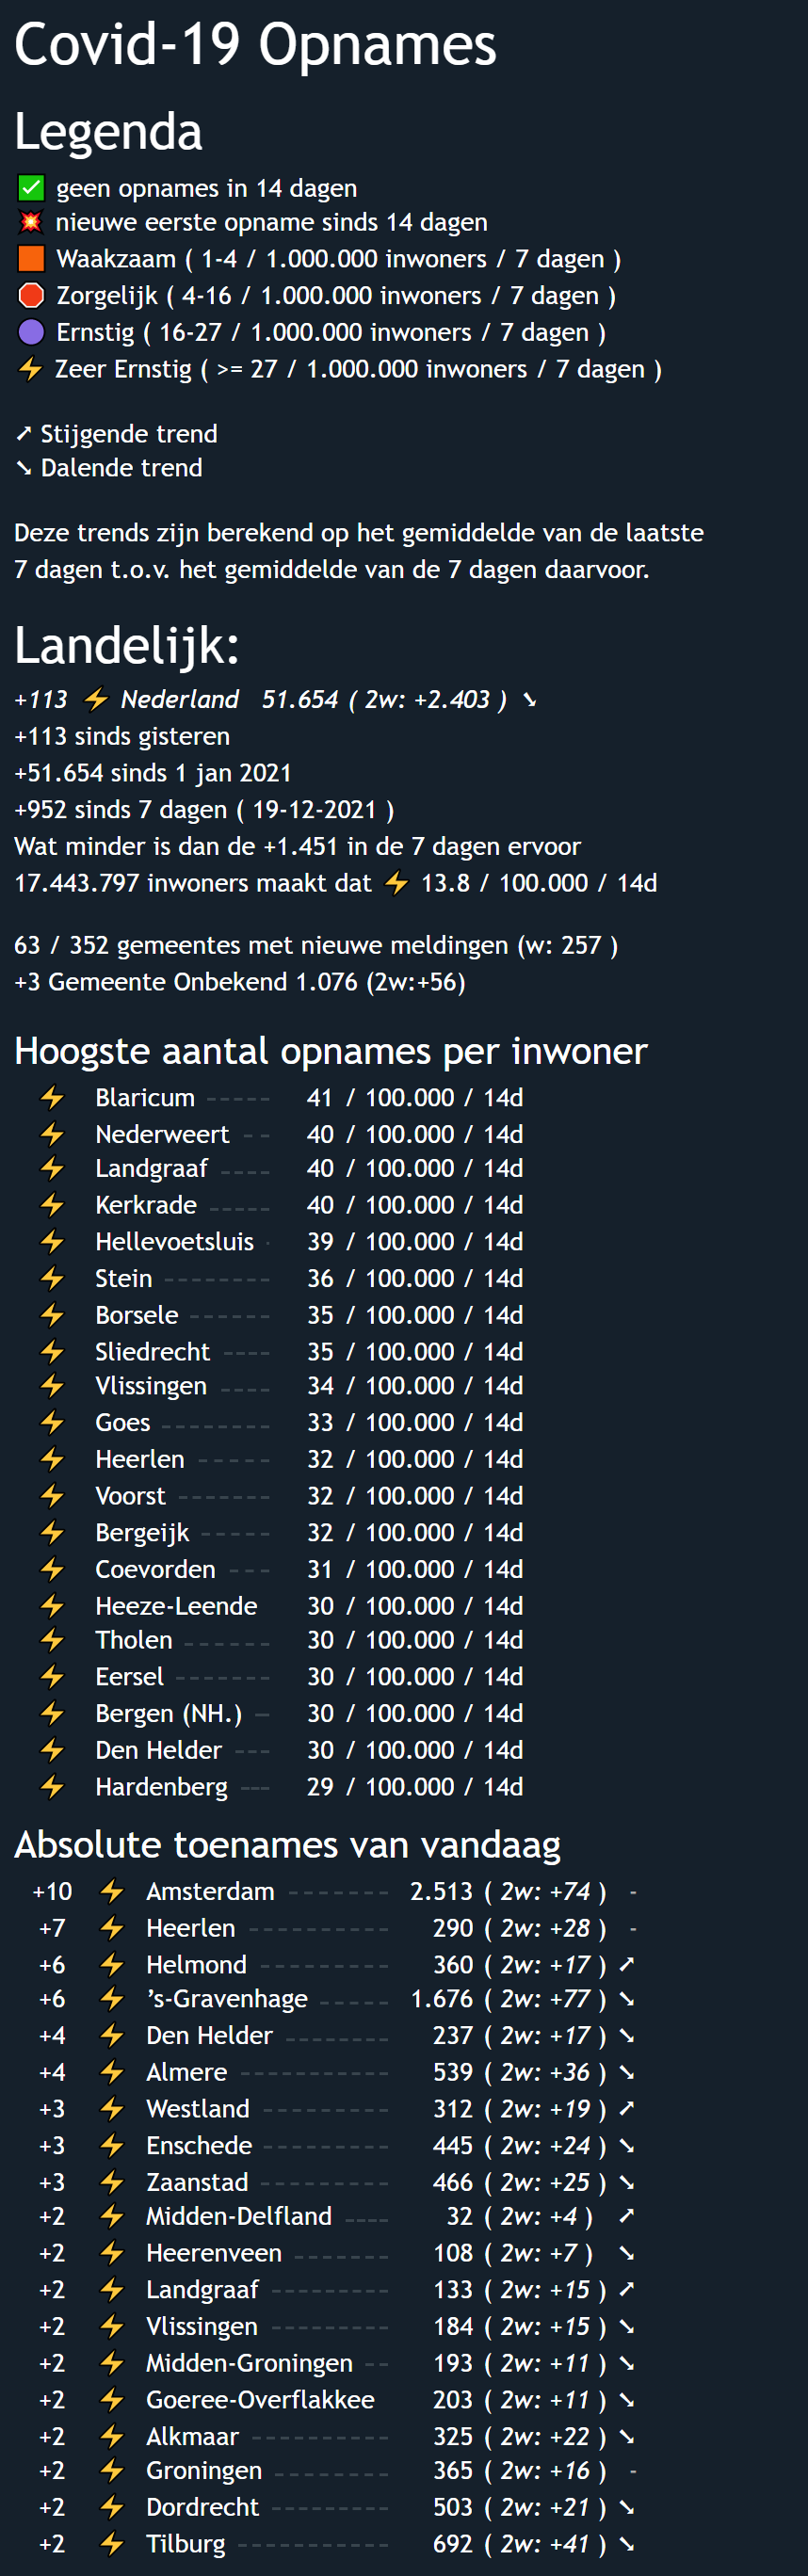 Covid-19 Opnames
Legenda
✅ geen opnames in 14 dagen
💥 nieuwe eerste opname sinds 14 dagen
🟧 Waakzaam ( 1-4 / 1.000.000 inwoners / 7 dagen )
🛑 Zorgelijk ( 4-16 / 1.000.000 inwoners / 7 dagen )
🟣 Ernstig ( 16-27 / 1.000.000 inwoners / 7 dagen )
⚡ Zeer Ernstig ( >= 27 / 1.000.000 inwoners / 7 dagen )
➚ Stijgende trend
➘ Dalende trend
Deze trends zijn berekend op het gemiddelde van de laatste
7 dagen t.o.v. het gemiddelde van de 7 dagen daarvoor.
Landelijk:
+113 ⚡ Nederland 51.654 ( 2w: +2.403 ) ➘
+113 sinds gisteren
+51.654 sinds 1 jan 2021
+952 sinds 7 dagen ( 19-12-2021 )
Wat minder is dan de +1.451 in de 7 dagen ervoor
17.443.797 inwoners maakt dat ⚡ 13.8 / 100.000 / 14d
63 / 352 gemeentes met nieuwe meldingen (w: 257 )
+3 Gemeente Onbekend 1.076 (2w:+56)
Hoogste aantal opnames per inwoner
⚡ Blaricum ----- 41 / 100.000 / 14d
⚡ Nederweert -- 40 / 100.000 / 14d
⚡ Landgraaf ---- 40 / 100.000 / 14d
⚡ Kerkrade ----- 40 / 100.000 / 14d
⚡ Hellevoetsluis - 39 / 100.000 / 14d
⚡ Stein -------- 36 / 100.000 / 14d
⚡ Borsele ------ 35 / 100.000 / 14d
⚡ Sliedrecht ---- 35 / 100.000 / 14d
⚡ Vlissingen ---- 34 / 100.000 / 14d
⚡ Goes -------- 33 / 100.000 / 14d
⚡ Heerlen ----- 32 / 100.000 / 14d
⚡ Voorst ------- 32 / 100.000 / 14d
⚡ Bergeijk ----- 32 / 100.000 / 14d
⚡ Coevorden --- 31 / 100.000 / 14d
⚡ Heeze-Leende 30 / 100.000 / 14d
⚡ Tholen ------ 30 / 100.000 / 14d
⚡ Eersel ------- 30 / 100.000 / 14d
⚡ Bergen (NH.) - 30 / 100.000 / 14d
⚡ Den Helder --- 30 / 100.000 / 14d
⚡ Hardenberg --- 29 / 100.000 / 14d
Absolute toenames van vandaag
+10 ⚡ Amsterdam ------- 2.513 ( 2w: +74 ) -
+7 ⚡ Heerlen ---------- 290 ( 2w: +28 ) -
+6 ⚡ Helmond --------- 360 ( 2w: +17 ) ➚
+6 ⚡ ’s-Gravenhage ----- 1.676 ( 2w: +77 ) ➘
+4 ⚡ Den Helder -------- 237 ( 2w: +17 ) ➘
+4 ⚡ Almere ----------- 539 ( 2w: +36 ) ➘
+3 ⚡ Westland --------- 312 ( 2w: +19 ) ➚
+3 ⚡ Enschede --------- 445 ( 2w: +24 ) ➘
+3 ⚡ Zaanstad --------- 466 ( 2w: +25 ) ➘
+2 ⚡ Midden-Delfland ---- 32 ( 2w: +4 ) ➚
+2 ⚡ Heerenveen ------- 108 ( 2w: +7 ) ➘
+2 ⚡ Landgraaf --------- 133 ( 2w: +15 ) ➚
+2 ⚡ Vlissingen --------- 184 ( 2w: +15 ) ➘
+2 ⚡ Midden-Groningen -- 193 ( 2w: +11 ) ➘
+2 ⚡ Goeree-Overflakkee 203 ( 2w: +11 ) ➘
+2 ⚡ Alkmaar ---------- 325 ( 2w: +22 ) ➘
+2 ⚡ Groningen -------- 365 ( 2w: +16 ) -
+2 ⚡ Dordrecht --------- 503 ( 2w: +21 ) ➘
+2 ⚡ Tilburg ----------- 692 ( 2w: +41 ) ➘